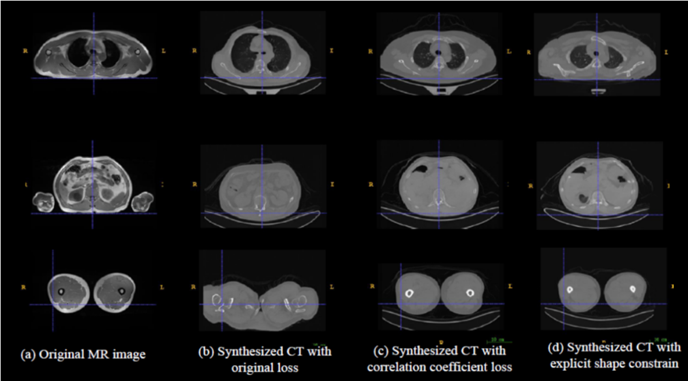 R L
R
R L
R
R
R
R
R L
R L
R L
R
(a) Original MR image
(b) Synthesized CT with
original loss
(c) Synthesized CT with
correlation coefficient loss
(d) Synthesized CT with
explicit shape constrain